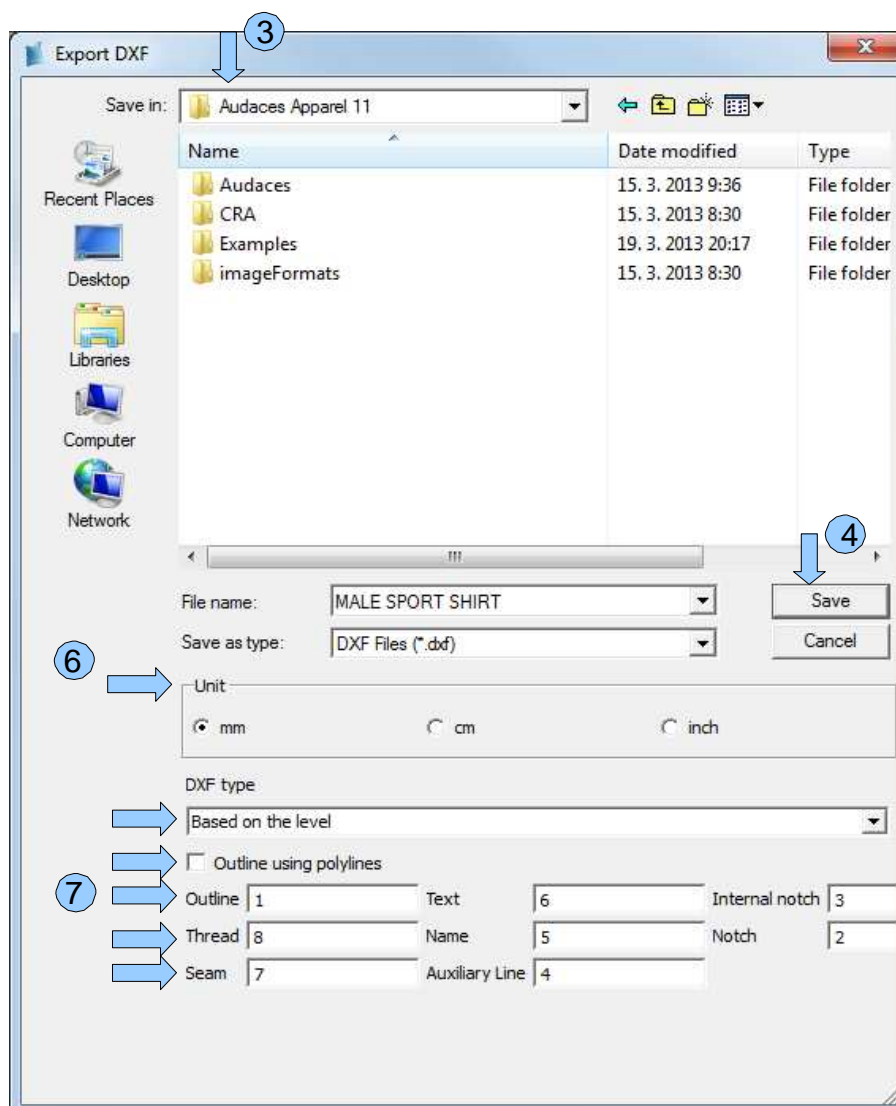 3
Export DXF
Save in: Audaces Apparel 11
Name Date modified Type
Audaces 15. 3. 2013 9:36 File folder
CRA 15. 3. 2013 8:30 File folder
Examples 19. 3. 2013 20:17 File folder
imageFormats 15. 3. 2013 8:30 File folder
Recent Places
Desktop
Libraries
Computer
Network
4
File name: MALE SPORT SHIRT Save
Save as type: DXF Files (*.dxf) Cancel
6
Unit
mm cm inch
DXF type
Based on the level
Outline using polylines
7
Outline 1 Text 6 Internal notch 3
Thread 8 Name 5 Notch 2
Seam 7 Auxiliary Line 4